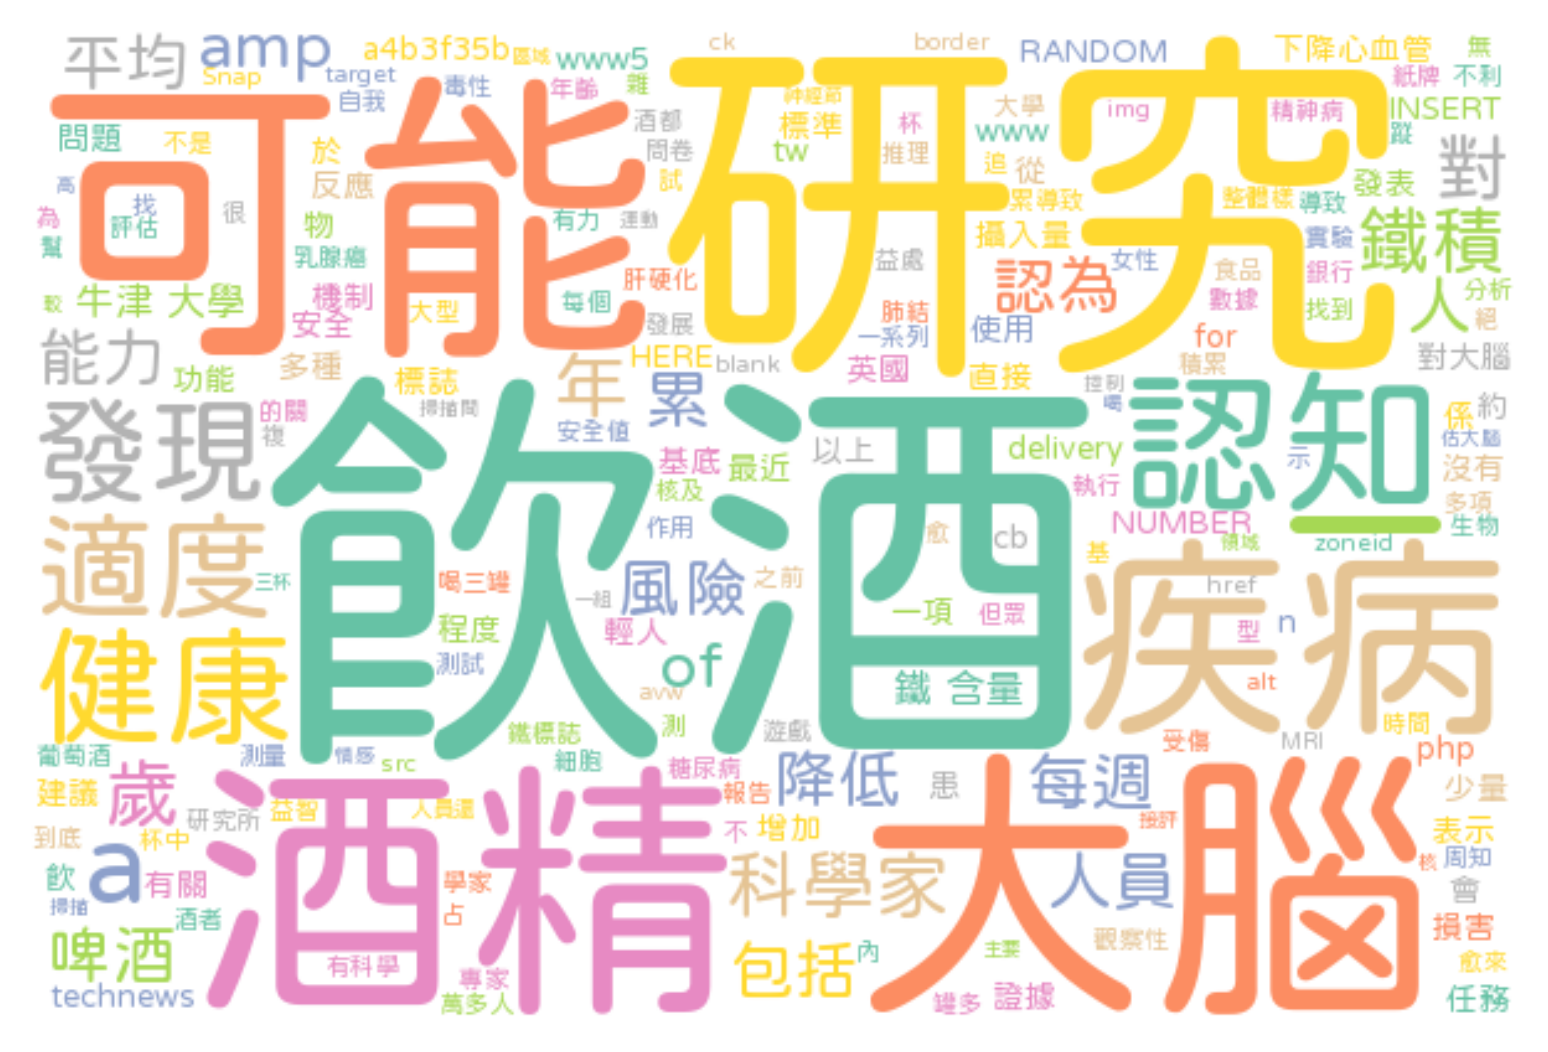 平均 amp a4b3f35b 區域 www5 ck border RANDOM 下降心血管 無
Snap target 自我 毒性 年齡 雜 神經節 大學 img 精神病 紙牌 不利
可能 研究 INSERT
問題 不是 於 酒都 標準 杯 www 蹤 對
反應 問卷 tw 推理 追 從 發表
高 找 試 累導致 整體樣 導致
為 評估 很 物 有力 運動 攝入量 女性 實驗 鐵積
幫 乳腺癌 益處 食品 銀行
較 牛津 大學 機制 大型 每個 肝硬化 認為 數據 找到 人 分析
安全 發展 肺結 一系列 使用 for 絕
能力 功能 多種 標誌 年 HERE blank 英國 直接 積累 對大腦
發現 的關 掃描間 累 控制 喝 認知 係 約
複 安全值 基底 最近 以上 delivery 示 估大腦
飲酒 核及 執行 沒有
適度 作用 愈 cb NUMBER 領域 多項 生物
三杯 喝三罐 風險 之前 基 zoneid
一組 一項 但眾 href 疾病
健康 程度 輕人 型 n
測試 of 鐵 含量 alt
avw
鐵標誌 測 遊戲 時間
葡萄酒 測量 情感 src 細胞 糖尿病 受傷 MRI php
建議 歲 報告 降低 患 每週 少量
研究所 益智 人員還 接評
到底 杯中 酒精 不 增加 大腦 表示
a 科學家 人員 核 周知
飲 有關 學家 會
掃描 酒者 占 損害
啤酒 包括 內 主要 觀察性
有科學 專家 愈來
technews 萬多人 罐多 證據 任務